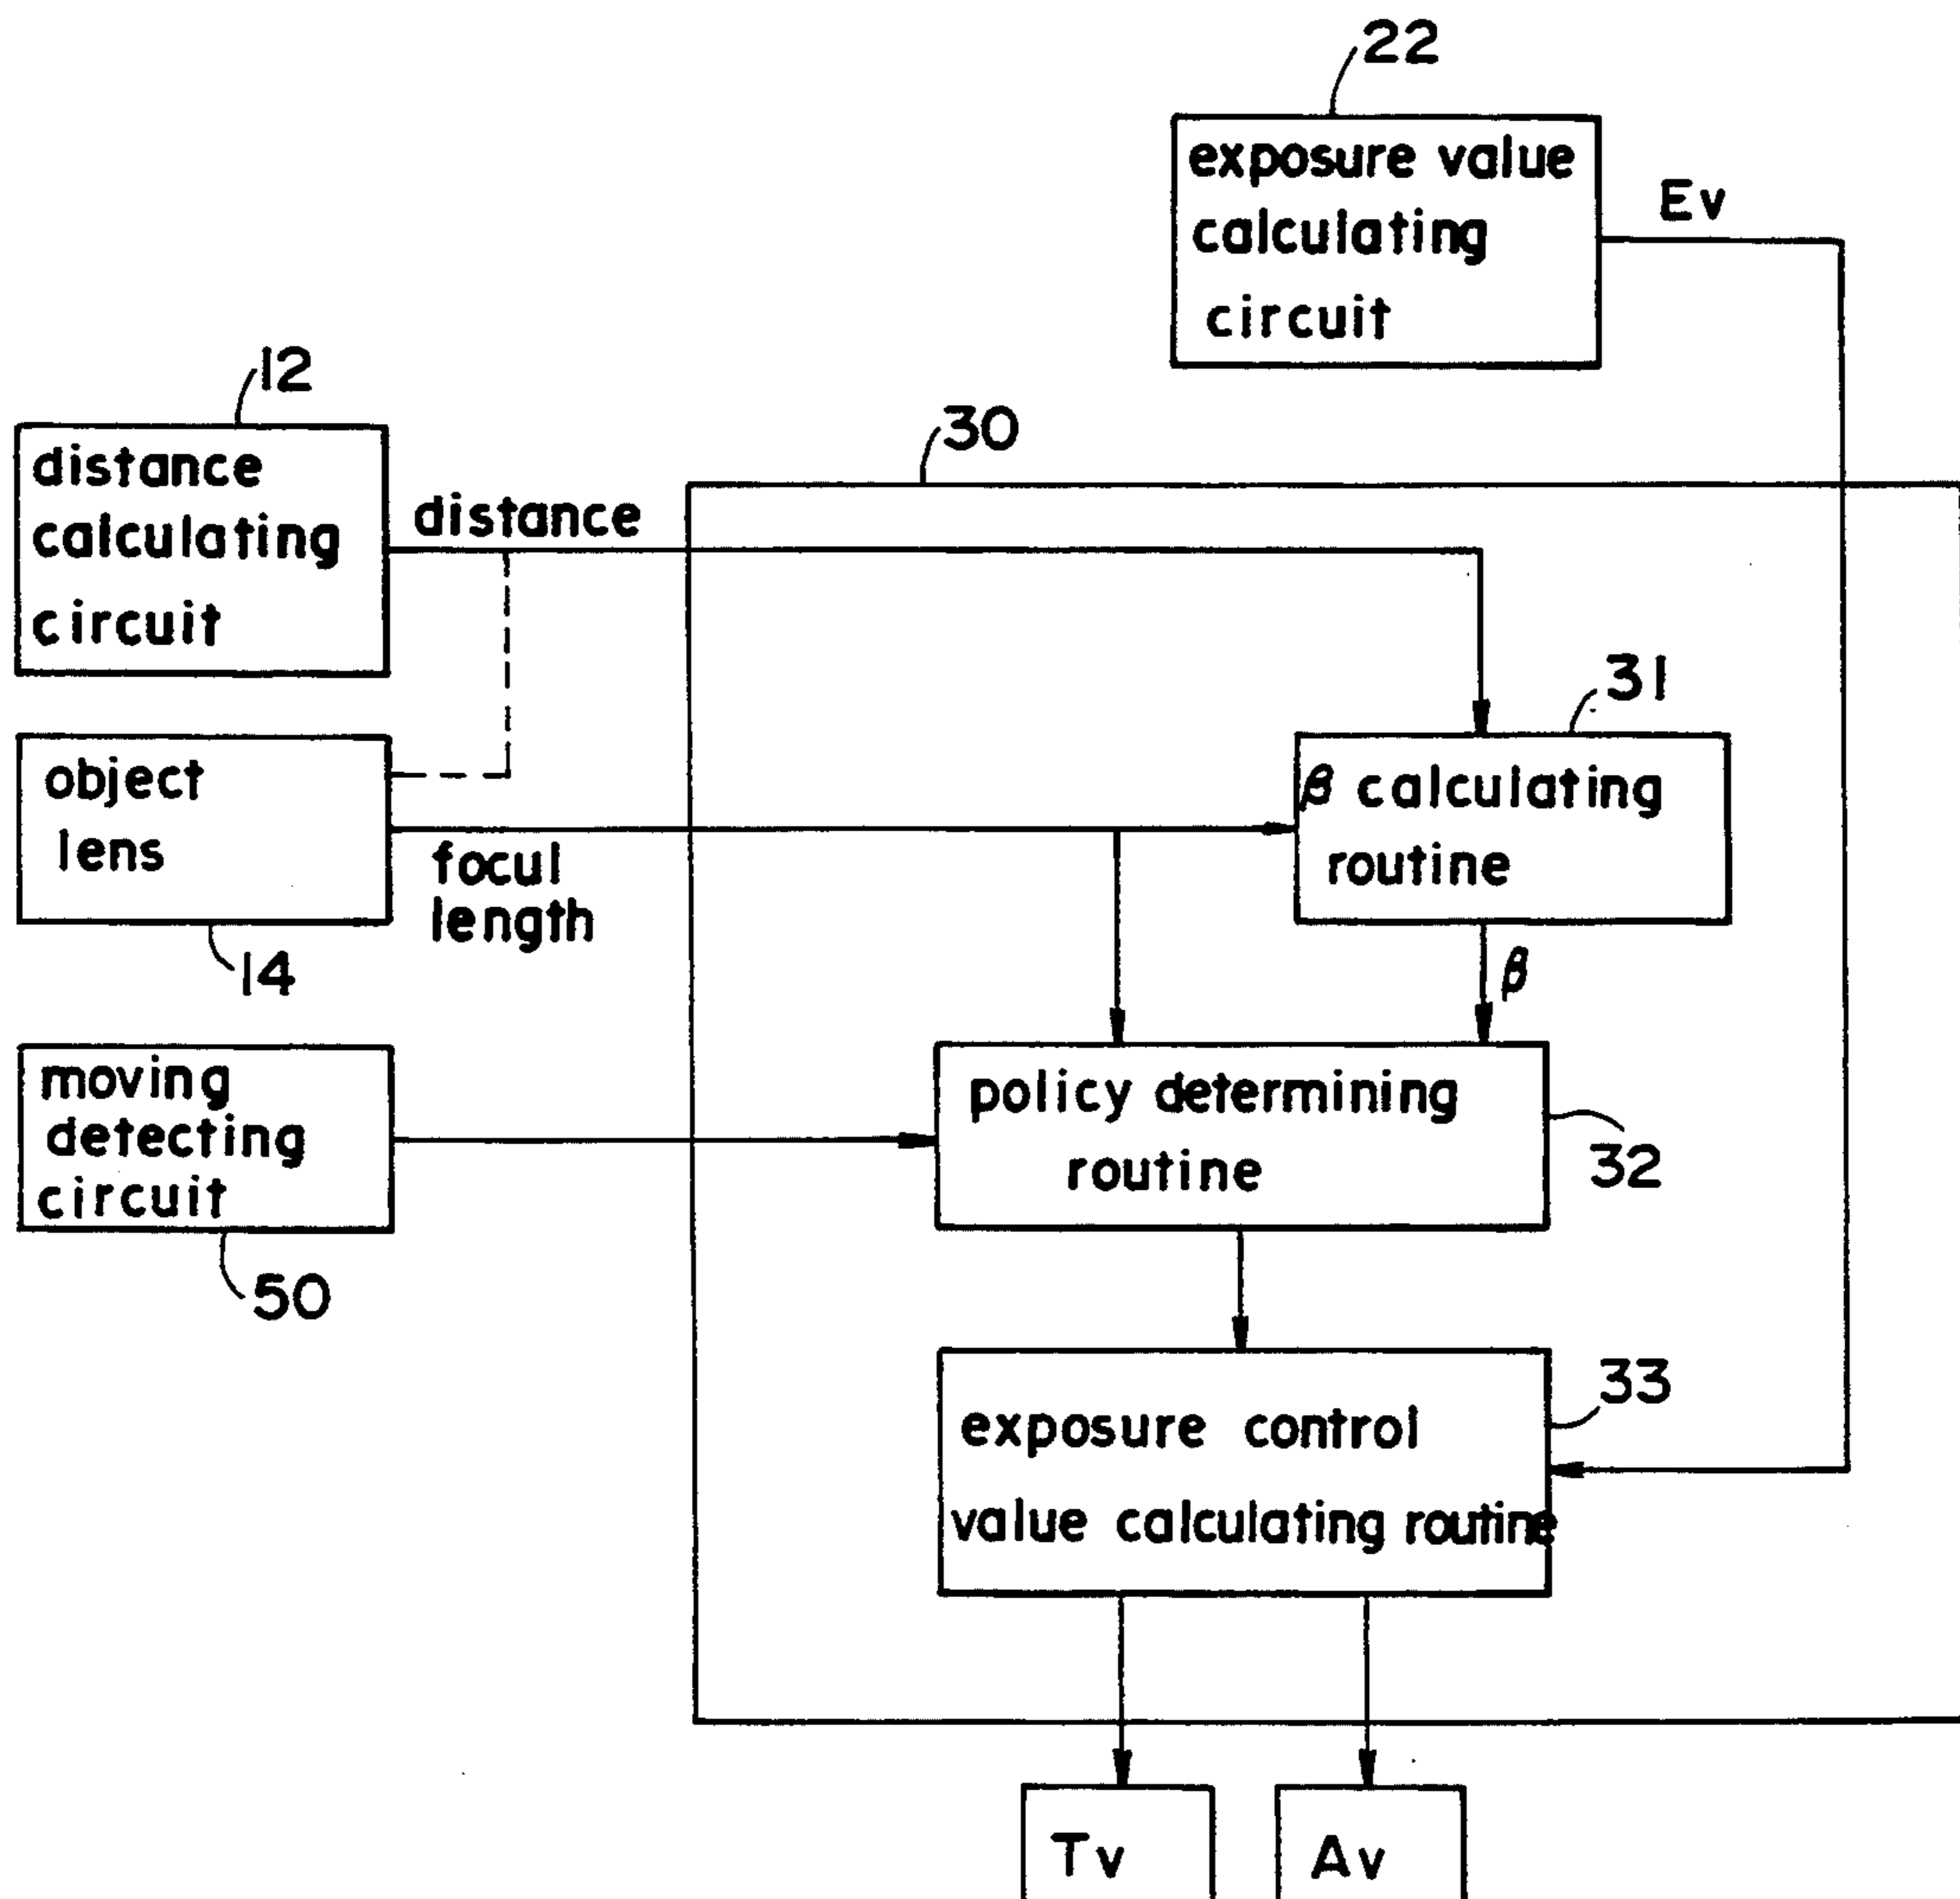 22
exposure value
calculating
circuit
Ev
12
distance
calculating
circuit
distance
30
31
object
lens
14
focul
length
β calculating
routine
β
moving
detecting
circuit
50
policy determining
routine
32
33
exposure control
value calculating routine
Tv
Av